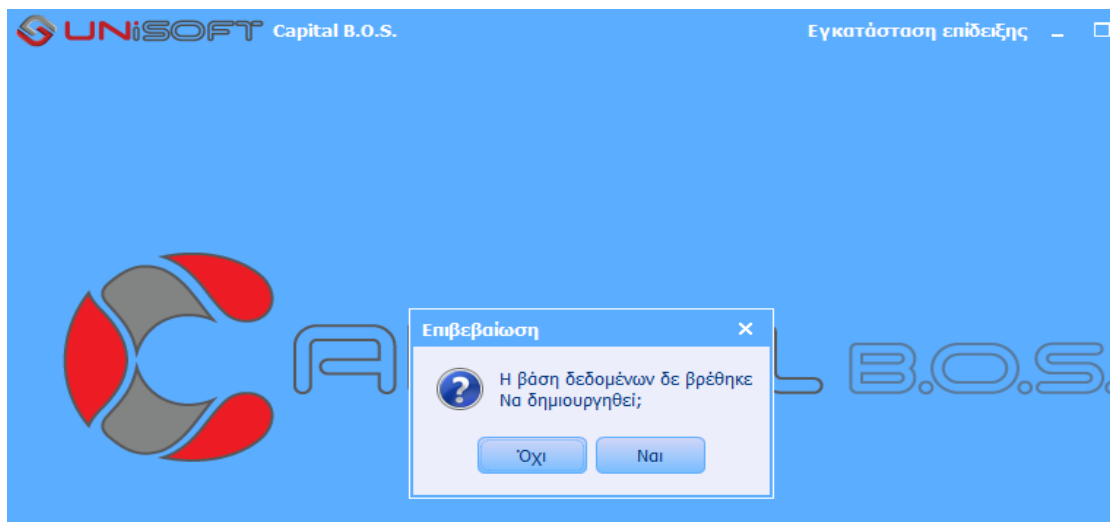 UNiSOFT Capital B.O.S.
Εγκατάσταση επίδειξης
Επιβεβαίωση
Η βάση δεδομένων δε βρέθηκε
Να δημιουργηθεί;
Όχι
Ναι
B.O.S.